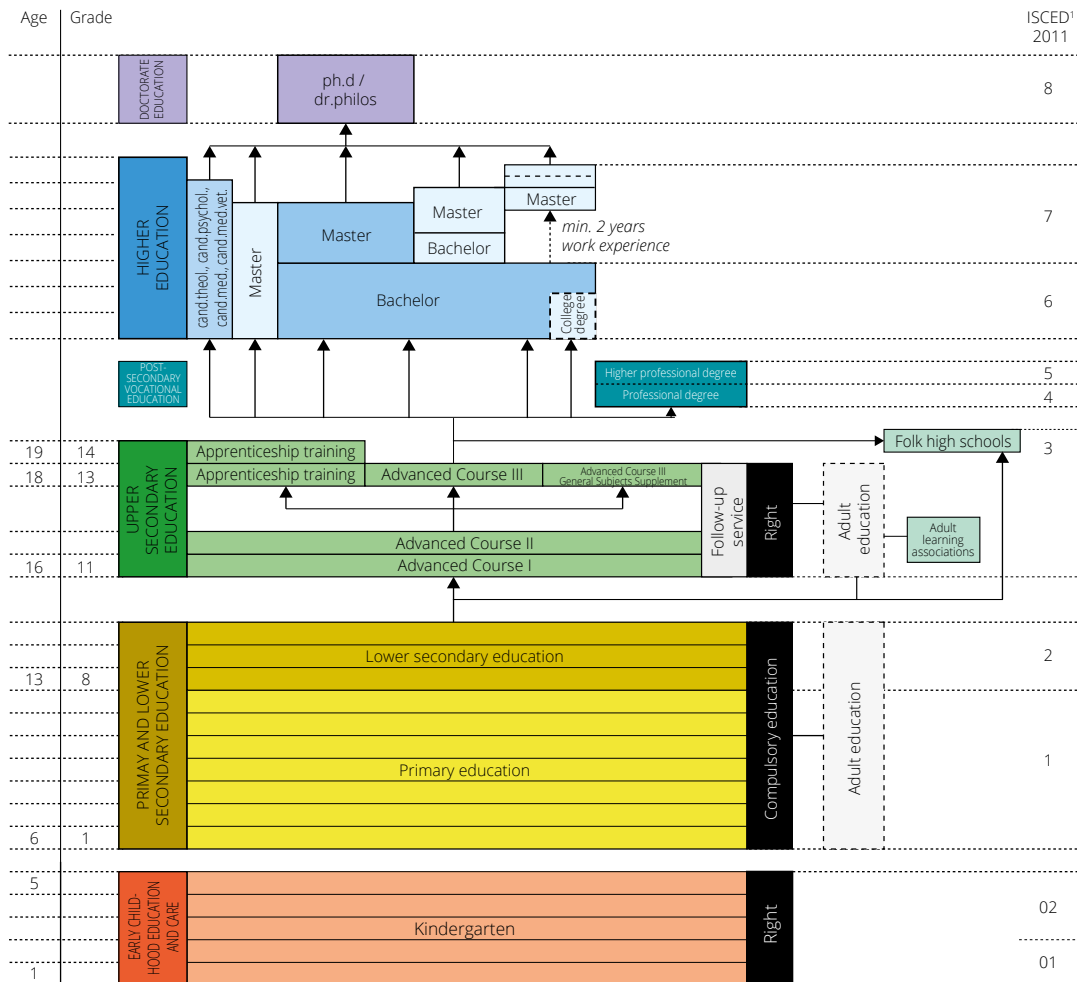 Age
Grade
ISCED¹
2011
DOCTORATE
EDUCATION
ph.d /
dr.philos
8
HIGHER
EDUCATION
cand.theol., cand.psychol.,
cand.med., cand.med.vet.
Master
Master
Master
Bachelor
Master
min. 2 years
work experience
7
Bachelor
College
degree
6
POST-
SECONDARY
VOCATIONAL
EDUCATION
Higher professional degree
5
Professional degree
4
Folk high schools
3
19
14
UPPER
SECONDARY
EDUCATION
Apprenticeship training
18
13
Apprenticeship training
Advanced Course III
Advanced Course III
General Subjects Supplement
Follow-up
service
Right
Adult
education
Adult
learning
associations
Advanced Course II
16
11
Advanced Course I
PRIMAY AND LOWER
SECONDARY EDUCATION
Lower secondary education
2
13
8
Compulsory education
Adult education
Primary education
1
6
1
5
EARLY CHILD-
HOOD EDUCATION
AND CARE
Kindergarten
Right
02
01
1